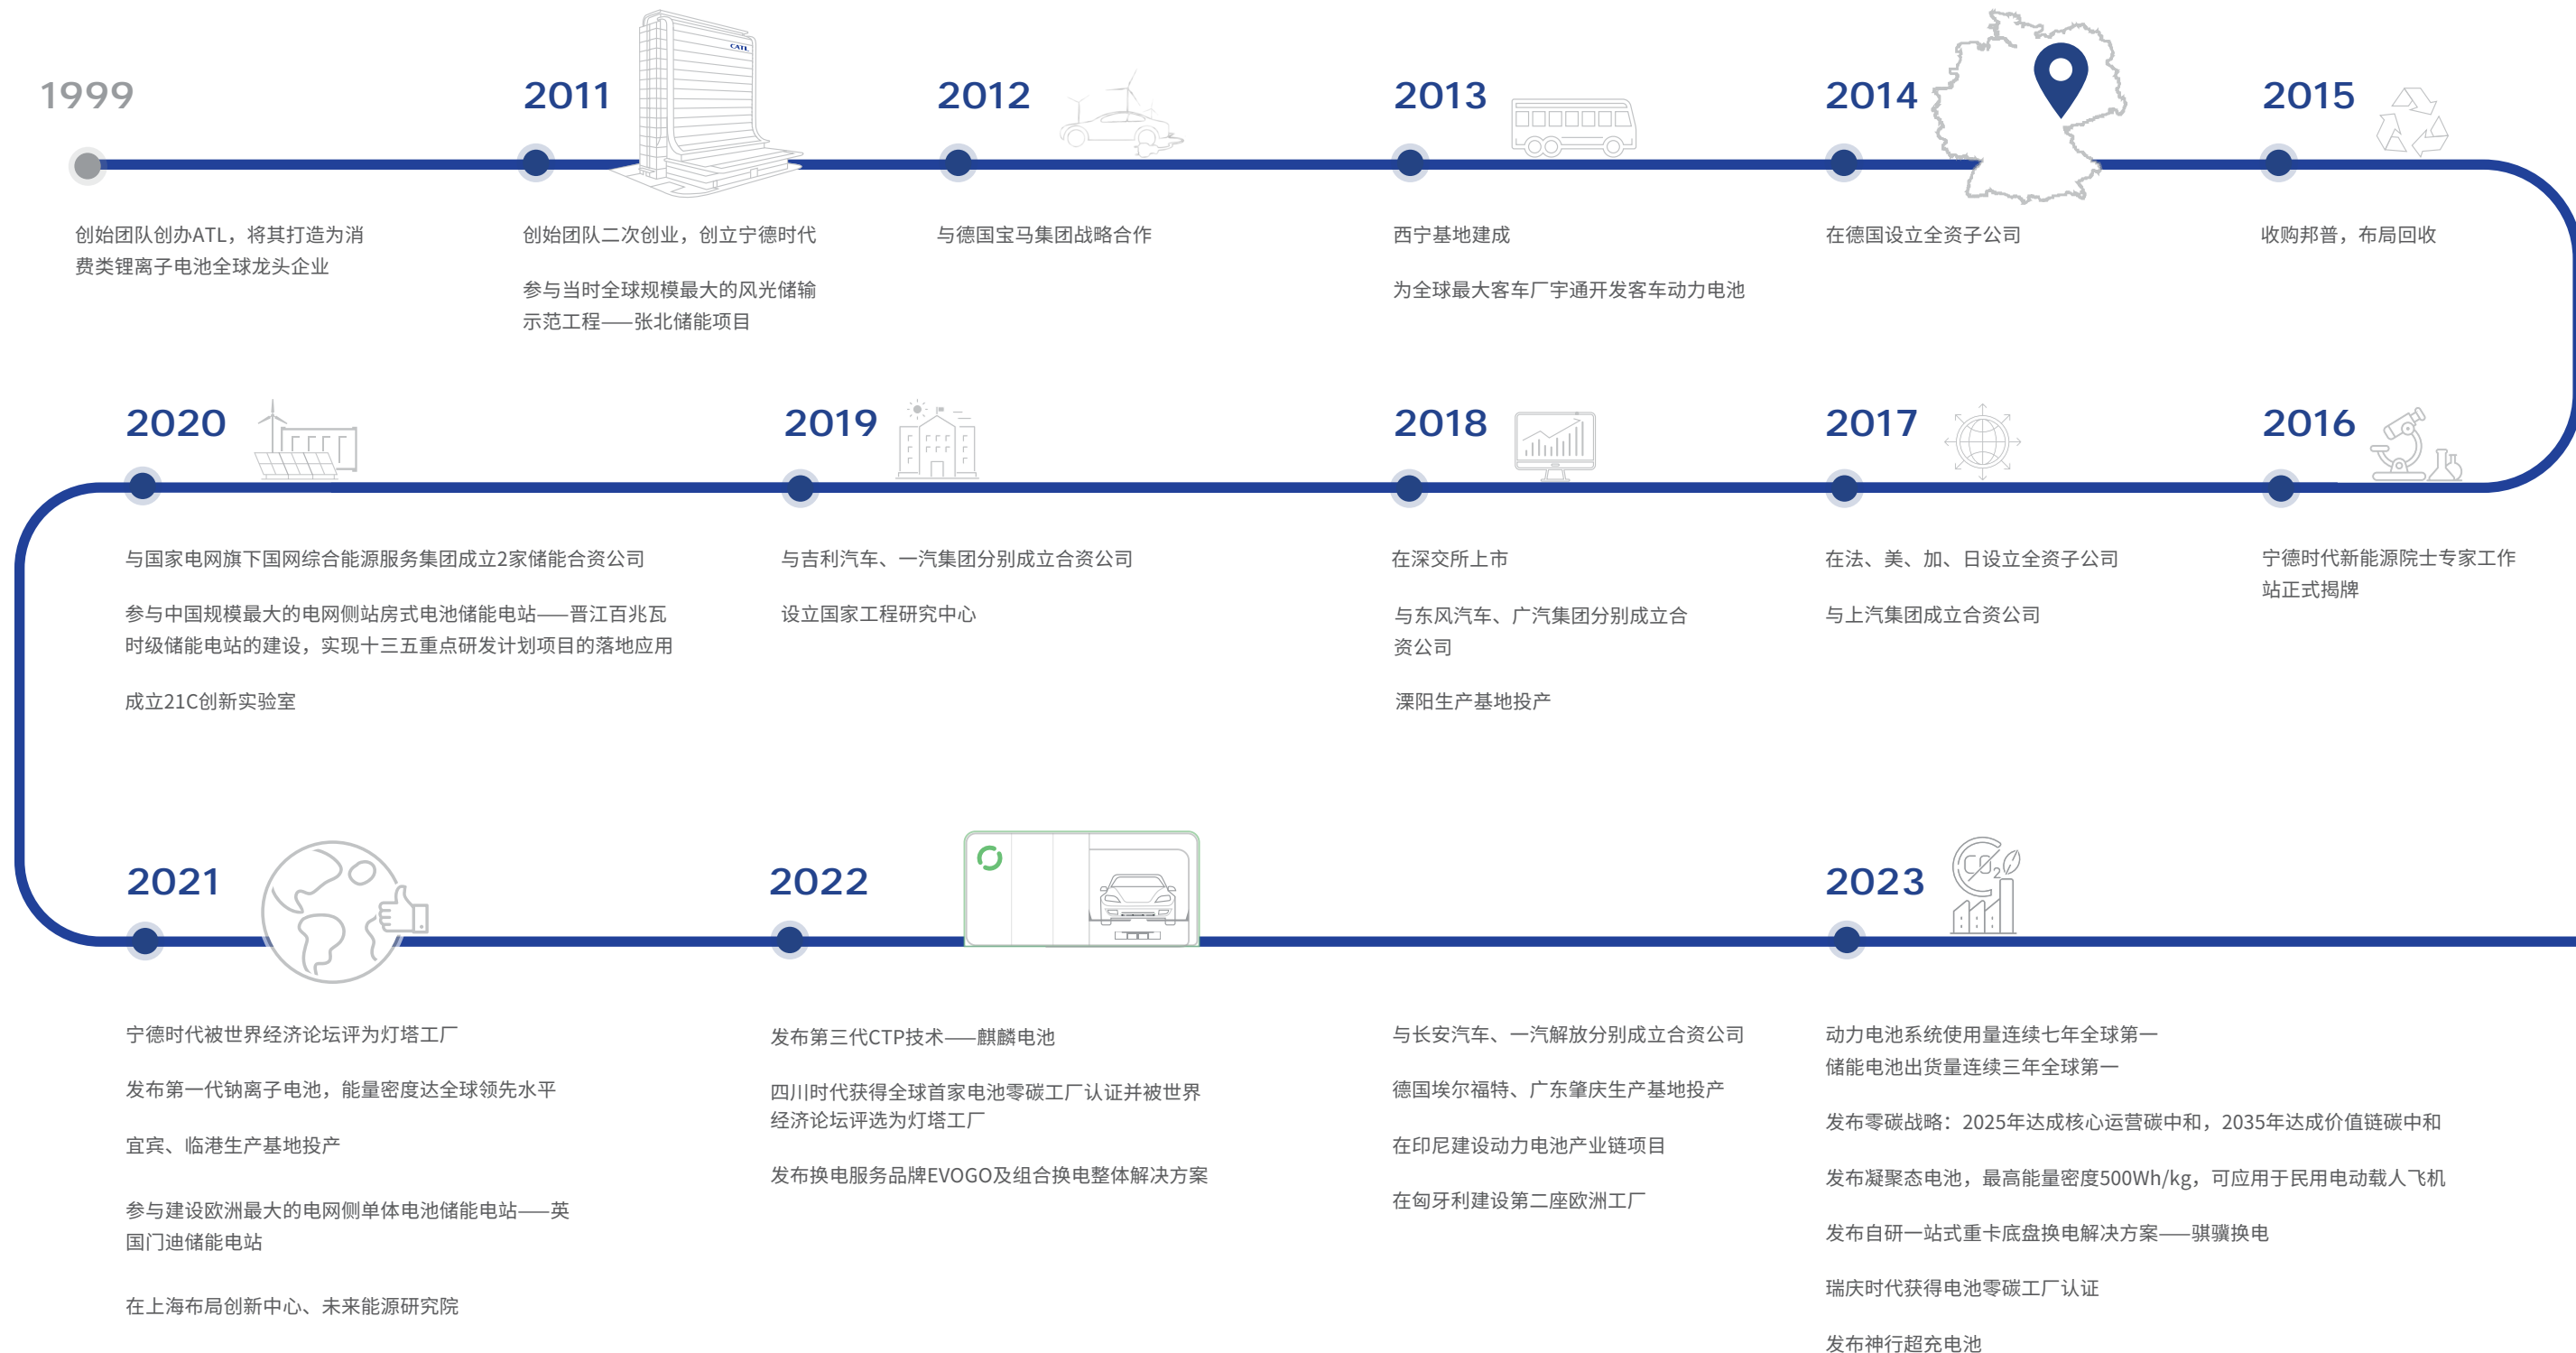 1999
创始团队创办ATL，将其打造为消
费类锂离子电池全球龙头企业
2011
CATL
创始团队二次创业，创立宁德时代
参与当时全球规模最大的风光储输
示范工程——张北储能项目
2012
与德国宝马集团战略合作
2013
西宁基地建成
为全球最大客车厂宇通开发客车动力电池
2014
在德国设立全资子公司
2015
收购邦普，布局回收
2016
宁德时代新能源院士专家工作
站正式揭牌
2017
在法、美、加、日设立全资子公司
与上汽集团成立合资公司
2018
在深交所上市
与东风汽车、广汽集团分别成立合
资公司
溧阳生产基地投产
2019
与吉利汽车、一汽集团分别成立合资公司
设立国家工程研究中心
2020
与国家电网旗下国网综合能源服务集团成立2家储能合资公司
参与中国规模最大的电网侧站房式电池储能电站——晋江百兆瓦
时级储能电站的建设，实现十三五重点研发计划项目的落地应用
成立21C创新实验室
2021
宁德时代被世界经济论坛评为灯塔工厂
发布第一代钠离子电池，能量密度达全球领先水平
宜宾、临港生产基地投产
参与建设欧洲最大的电网侧单体电池储能电站——英
国门迪储能电站
在上海布局创新中心、未来能源研究院
2022
发布第三代CTP技术——麒麟电池
四川时代获得全球首家电池零碳工厂认证并被世界
经济论坛评选为灯塔工厂
发布换电服务品牌EVOGO及组合换电整体解决方案
与长安汽车、一汽解放分别成立合资公司
德国埃尔福特、广东肇庆生产基地投产
在印尼建设动力电池产业链项目
在匈牙利建设第二座欧洲工厂
2023
CO2
动力电池系统使用量连续七年全球第一
储能电池出货量连续三年全球第一
发布零碳战略：2025年达成核心运营碳中和，2035年达成价值链碳中和
发布凝聚态电池，最高能量密度500Wh/kg，可应用于民用电动载人飞机
发布自研一站式重卡底盘换电解决方案——骐骥换电
瑞庆时代获得电池零碳工厂认证
发布神行超充电池